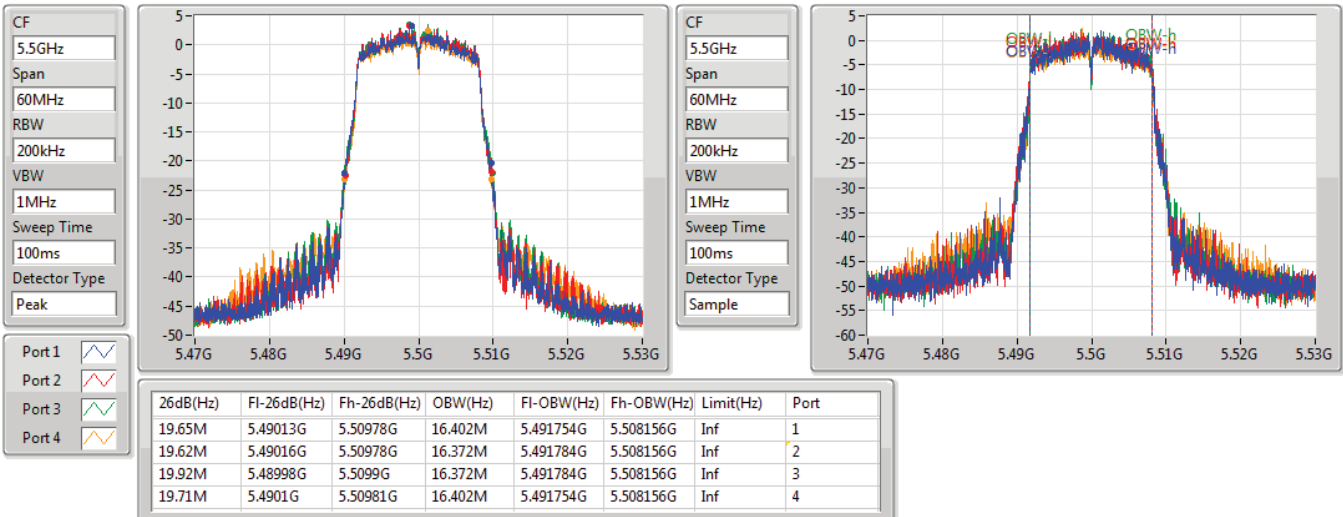 CF
5.5GHz
Span
60MHz
RBW
200kHz
VBW
1MHz
Sweep Time
100ms
Detector Type
Peak
5
0
-5
-10
-15
-20
-25
-30
-35
-40
-45
-50
5.47G 5.48G 5.49G 5.5G 5.51G 5.52G 5.53G
CF
5.5GHz
Span
60MHz
RBW
200kHz
VBW
1MHz
Sweep Time
100ms
Detector Type
Sample
5
0
-5
-10
-15
-20
-25
-30
-35
-40
-45
-50
-55
-60
OBW-h
OBW-h
5.47G 5.48G 5.49G 5.5G 5.51G 5.52G 5.53G
Port 1
Port 2
Port 3
Port 4
26dB(Hz) Fl-26dB(Hz) Fh-26dB(Hz) OBW(Hz) Fl-OBW(Hz) Fh-OBW(Hz) Limit(Hz) Port
19.65M 5.49013G 5.50978G 16.402M 5.491754G 5.508156G Inf 1
19.62M 5.49016G 5.50978G 16.372M 5.491784G 5.508156G Inf 2
19.92M 5.48998G 5.5099G 16.372M 5.491784G 5.508156G Inf 3
19.71M 5.4901G 5.50981G 16.402M 5.491754G 5.508156G Inf 4